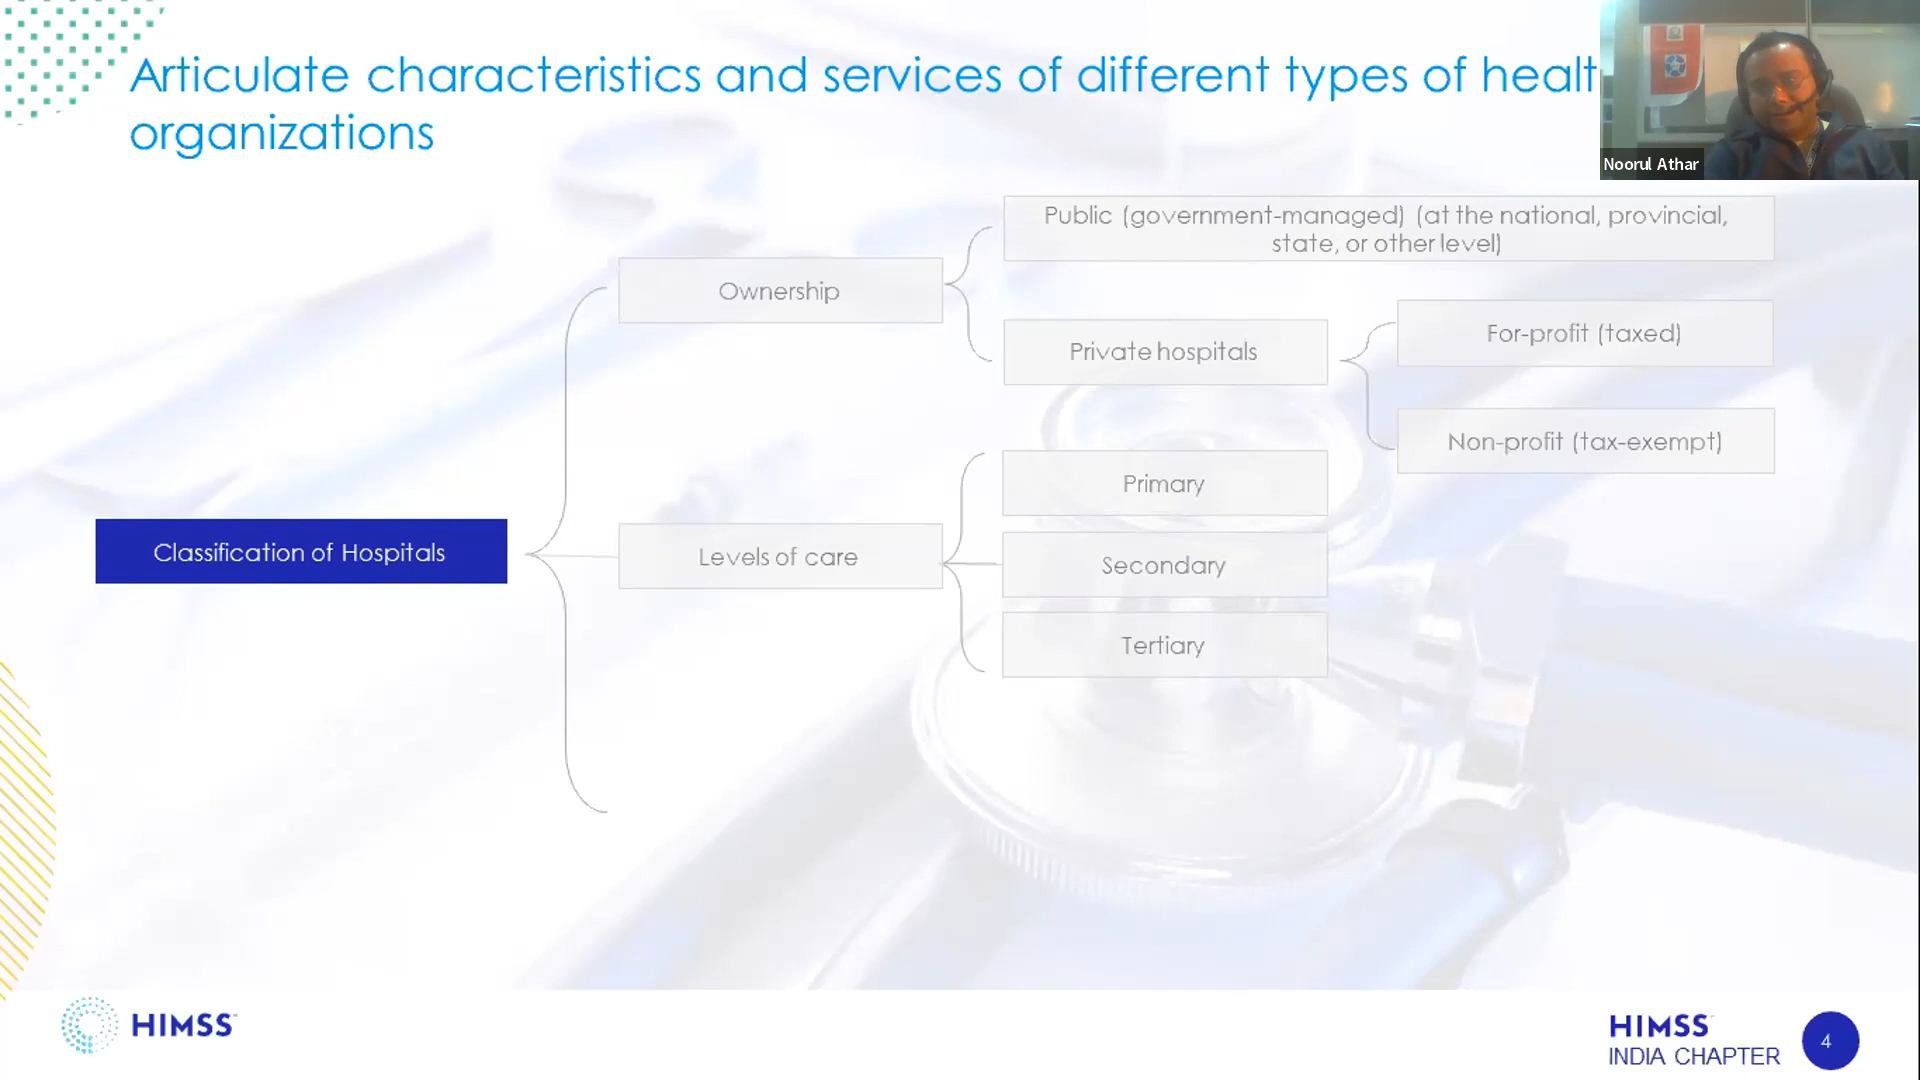 Articulate characteristics and services of different types of healt
organizations
Noorul Athar
Public (government-managed) (at the national, provincial,
state, or other level)
Ownership
For-profit (taxed)
Private hospitals
Non-profit (tax-exempt)
Primary
Classification of Hospitals
Levels of care
Secondary
Tertiary
HIMSS
HIMSS
INDIA CHAPTER
4